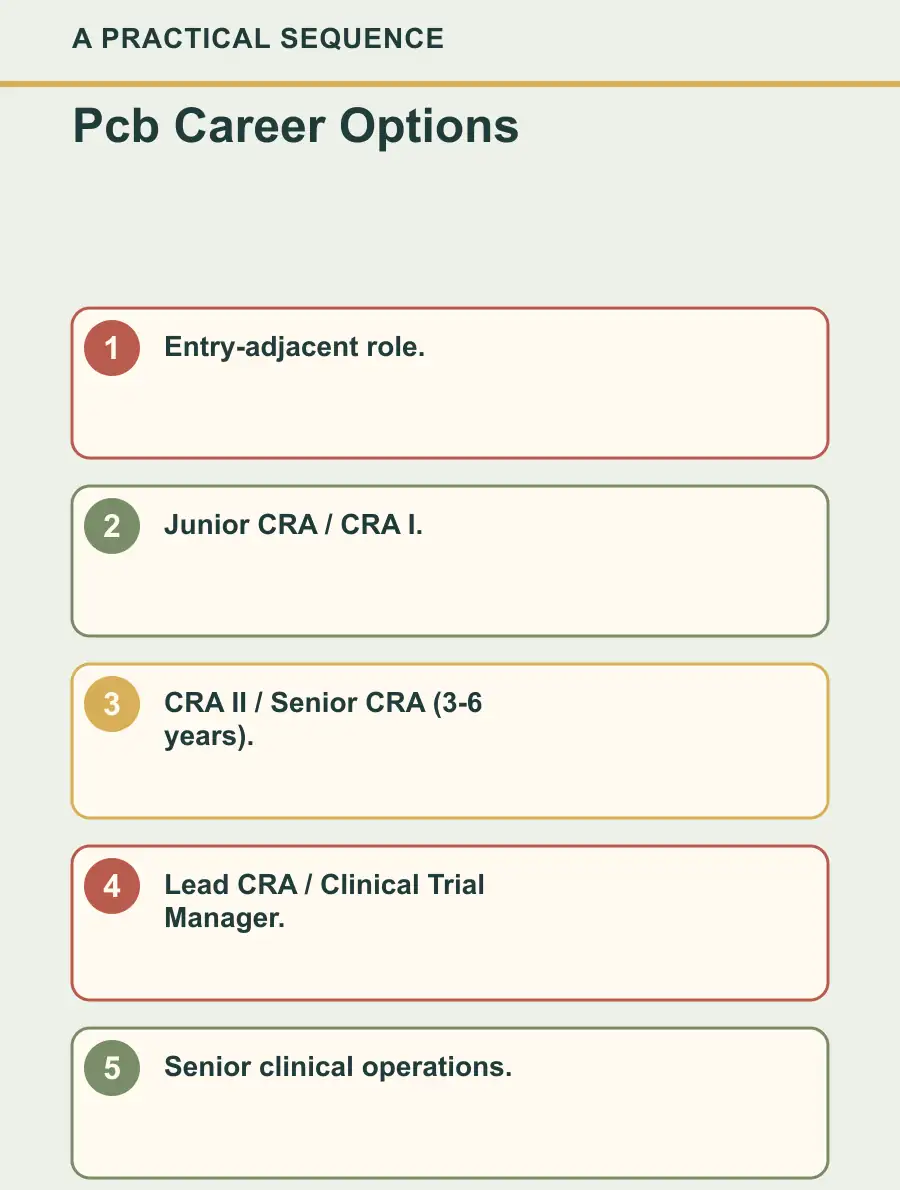 A PRACTICAL SEQUENCE
Pcb Career Options
1
Entry-adjacent role.
2
Junior CRA / CRA I.
3
CRA II / Senior CRA (3-6
years).
4
Lead CRA / Clinical Trial
Manager.
5
Senior clinical operations.